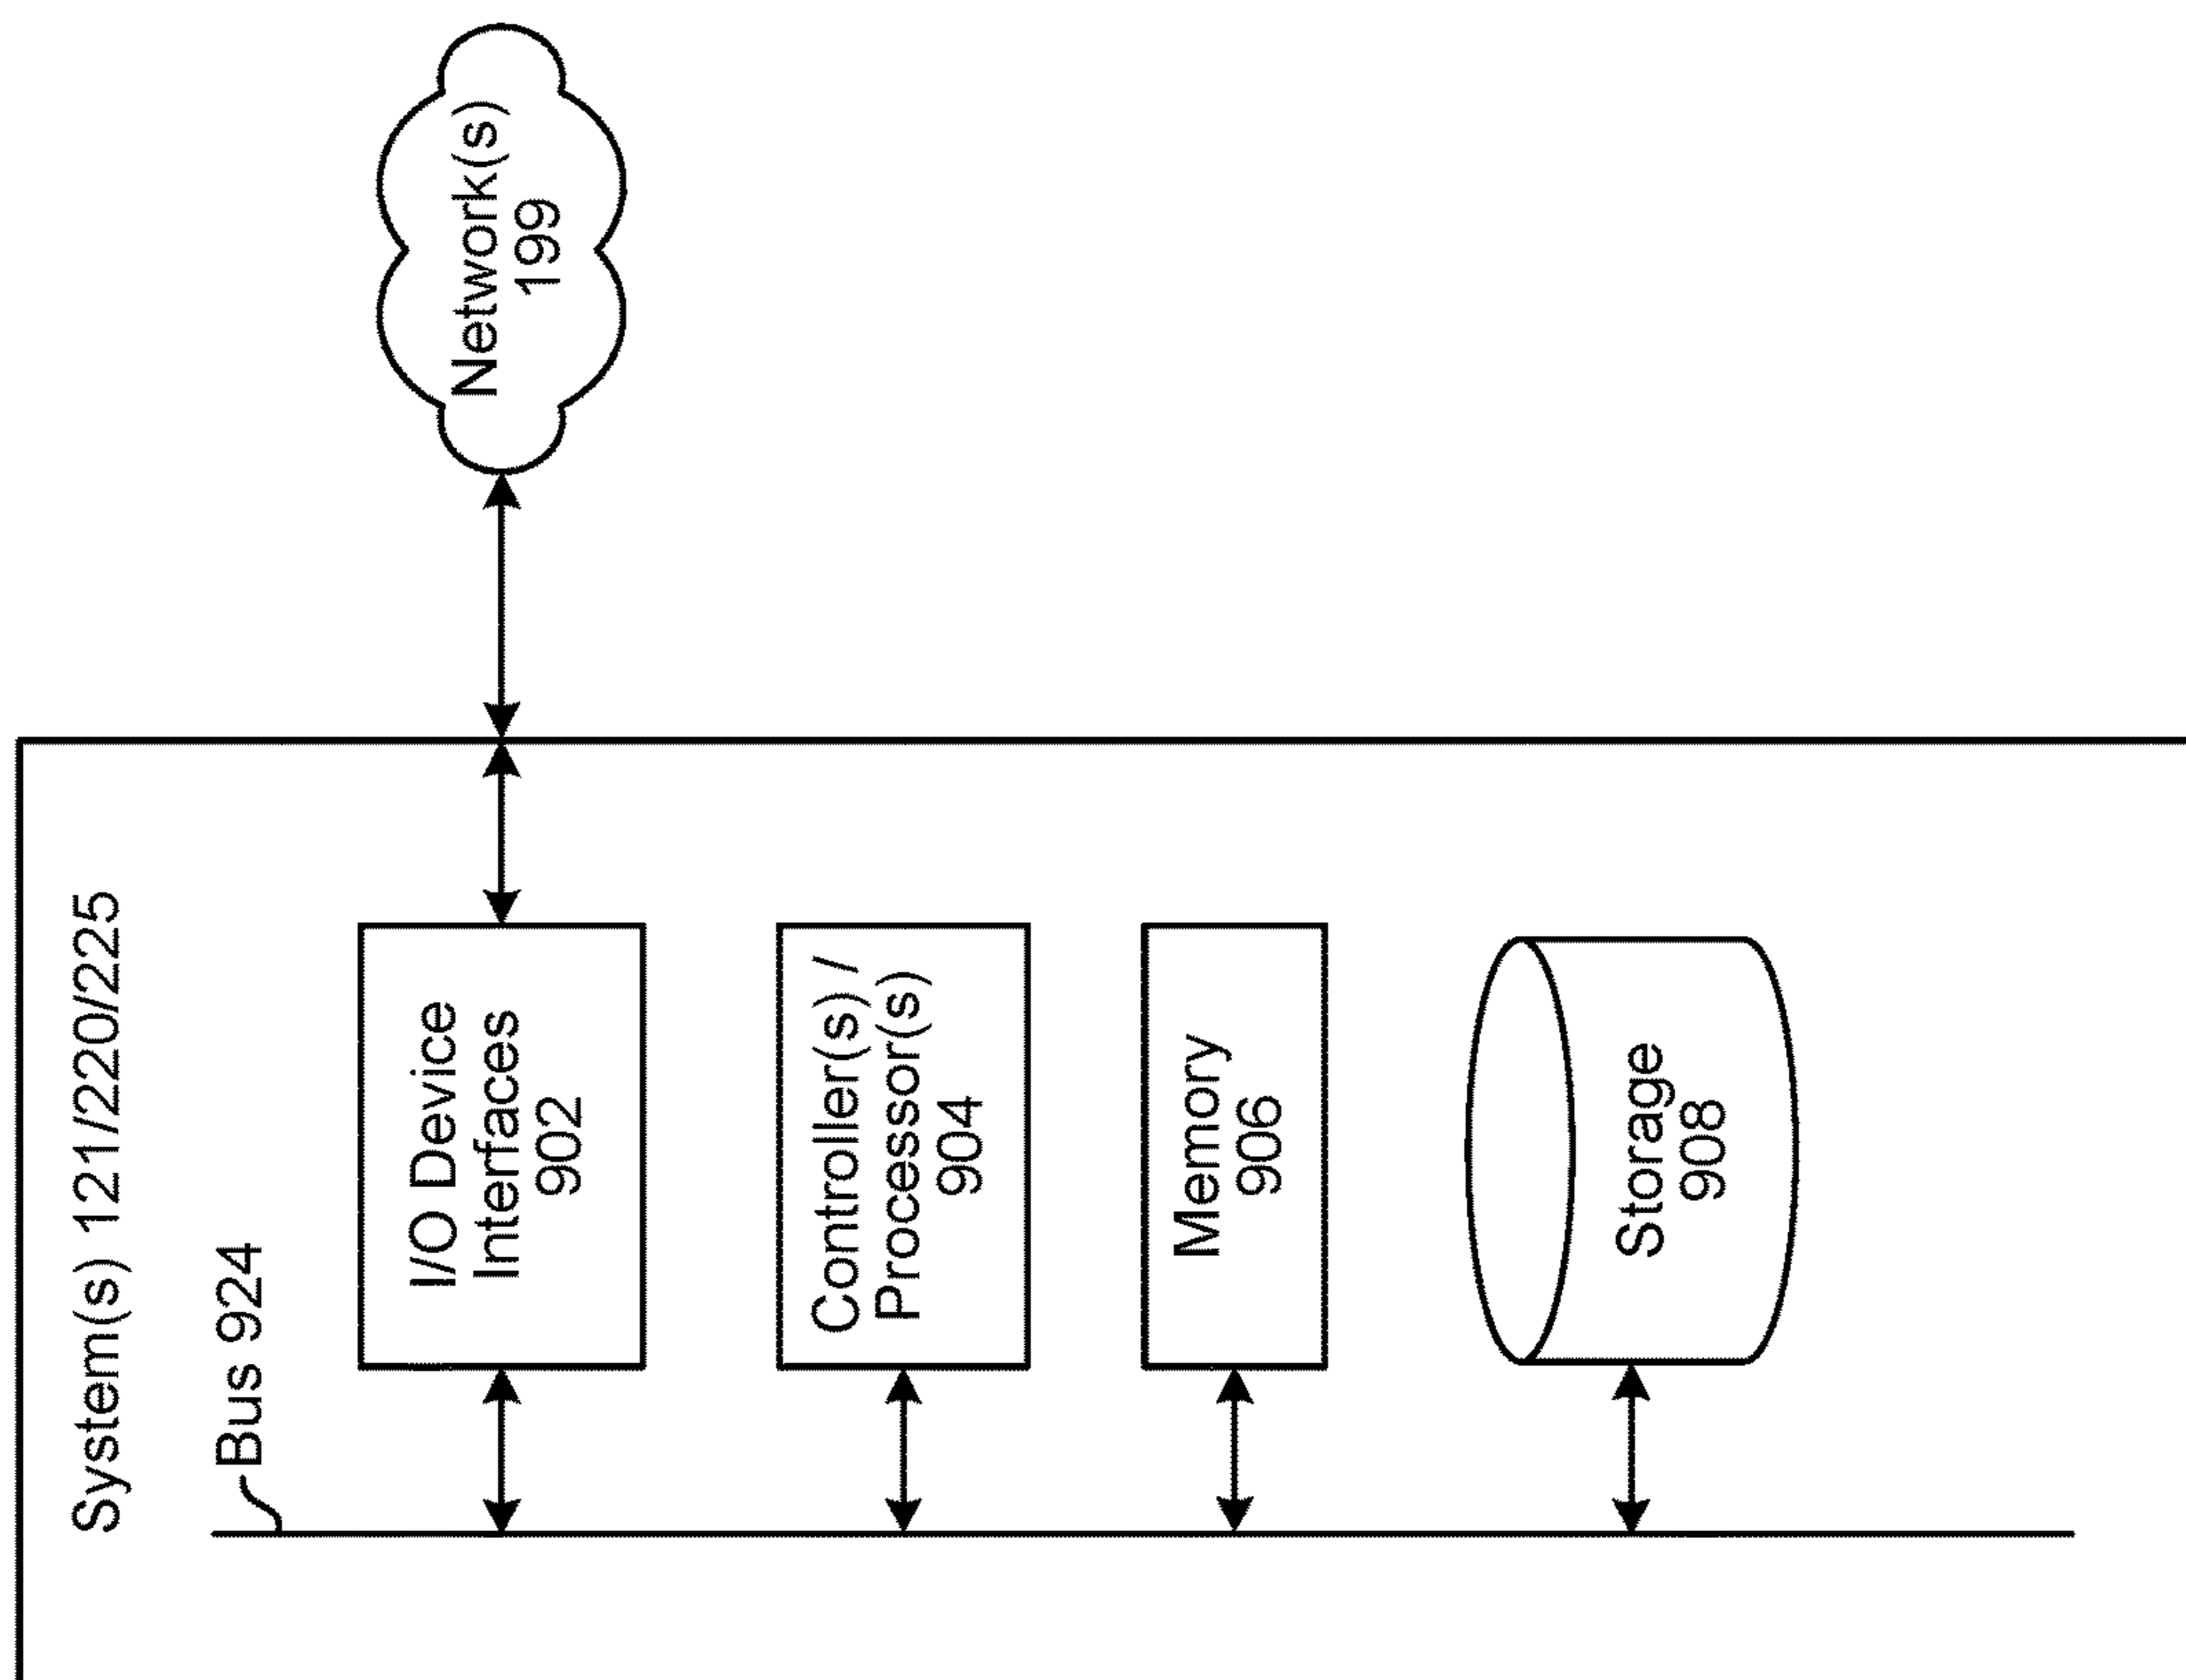 System(s) 121/220/225
Bus 924
I/O Device
Interfaces
902
Network(s)
199
Controller(s) /
Processor(s)
904
Memory
906
Storage
908